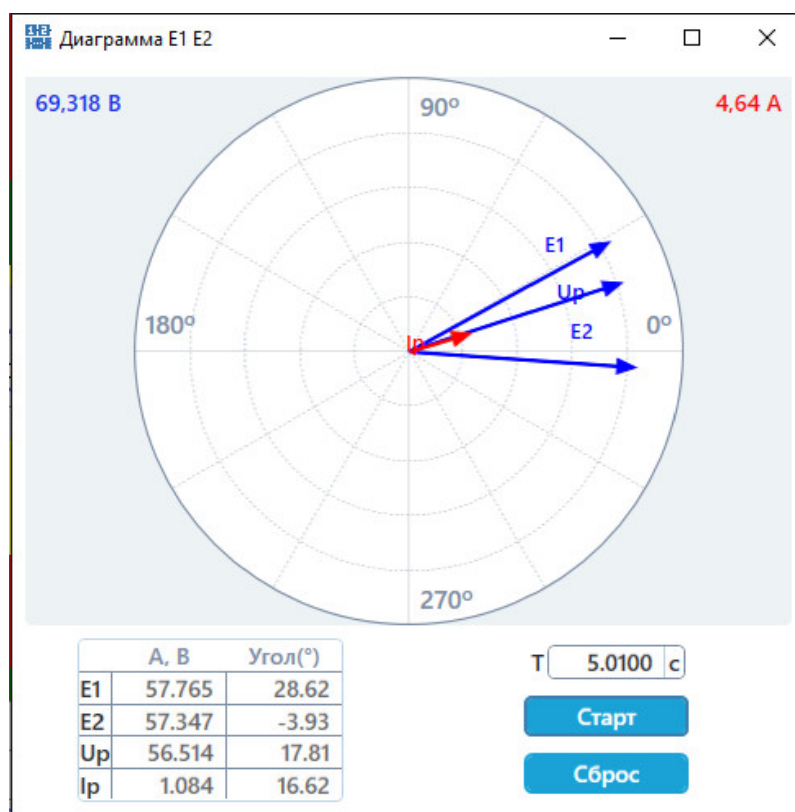 Диаграмма E1 E2
69,318 В
4,64 А
90º
E1
Up
E2
180º
0º
Ip
270º
А, В Угол(°)
E1 57.765 28.62
E2 57.347 -3.93
Up 56.514 17.81
Ip 1.084 16.62
T 5.0100 с
Старт
Сброс